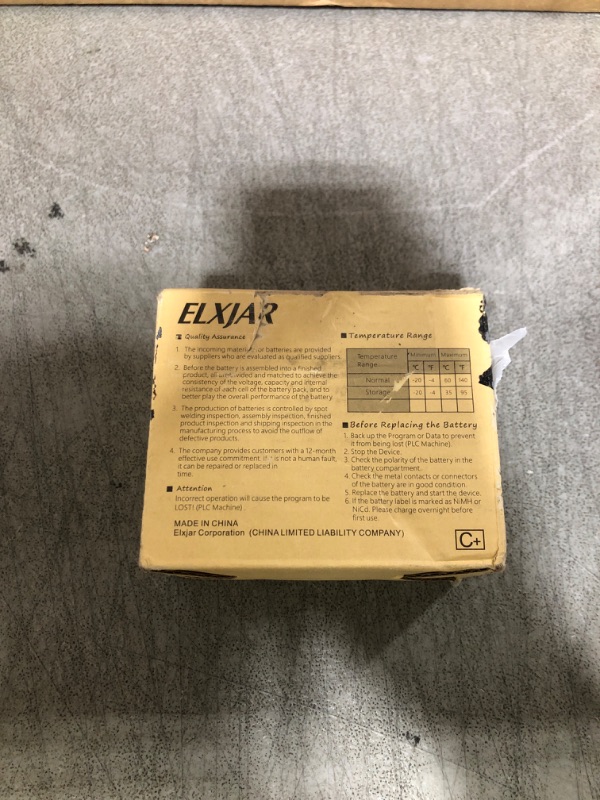 ELXJAR
Quality Assurance
1. The incoming or batteries are provided
by suppliers who are evaluated as qualified suppliers
2. Before the battery is assembled into a finished
product, and matched to achieve the
consistency of the voltage, capacity and internal
resistance of each cell of the battery pack, and to
better play the overall performance of the battery
3. The production of batteries is controlled by spot
welding inspection, assembly inspection, finished
product inspection and shipping inspection in the
manufacturing process to avoid the outflow of
defective products.
4. The company provides customers with a 12-month
effective use commitment, if is not a human fault,
it can be repaired or replaced in
time.
Attention
Incorrect operation will cause the program to be
LOST! (PLC Machine)
MADE IN CHINA
Elxjar Corporation (CHINA LIMITED LIABILITY COMPANY)
Temperature Range
Temperature Range Minimum Maximum
°C °F °C °F
Normal -20 -4 60 140
Storage -20 -4 35 95
Before Replacing the Battery
1. Back up the Program or Data to prevent
it from being lost (PLC Machine)
2. Stop the Device.
3. Check the polarity of the battery in the
battery compartment.
4. Check the metal contacts or connectors
of the battery are in good condition.
5. Replace the battery and start the device.
6. If the battery label is marked as NiMH or
NiCd. Please charge overnight before
first use.
C+